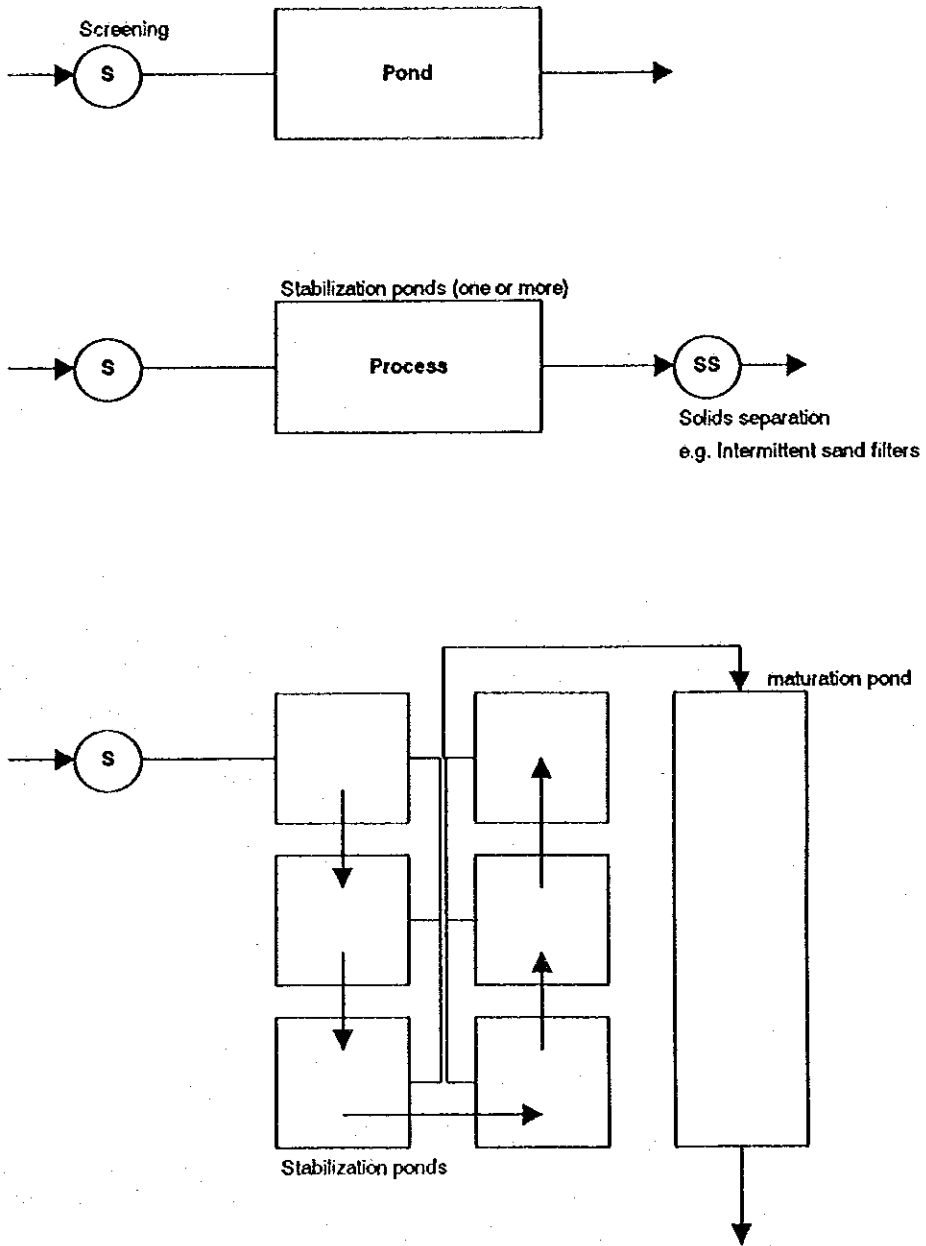 Screening
S
Pond
Stabilization ponds (one or more)
S
Process
SS
Solids separation
e.g. Intermittent sand filters
maturation pond
S
Stabilization ponds